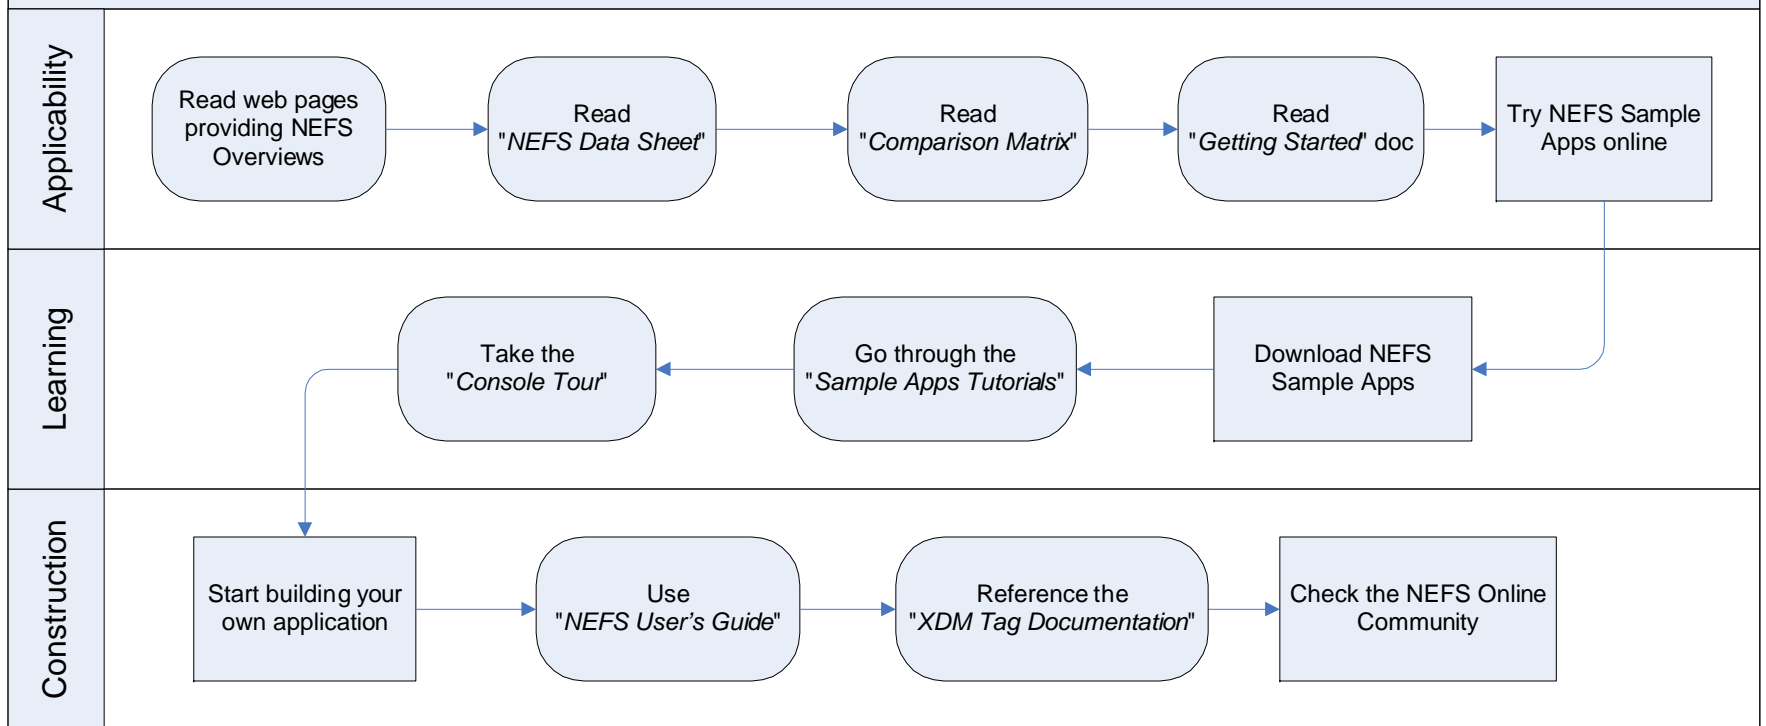 Applicability
Read web pages
providing NEFS
Overviews
Read
"NEFS Data Sheet"
Read
"Comparison Matrix"
Read
"Getting Started" doc
Try NEFS Sample
Apps online
Learning
Take the
"Console Tour"
Go through the
"Sample Apps Tutorials"
Download NEFS
Sample Apps
Construction
Start building your
own application
Use
"NEFS User’s Guide"
Reference the
"XDM Tag Documentation"
Check the NEFS Online
Community